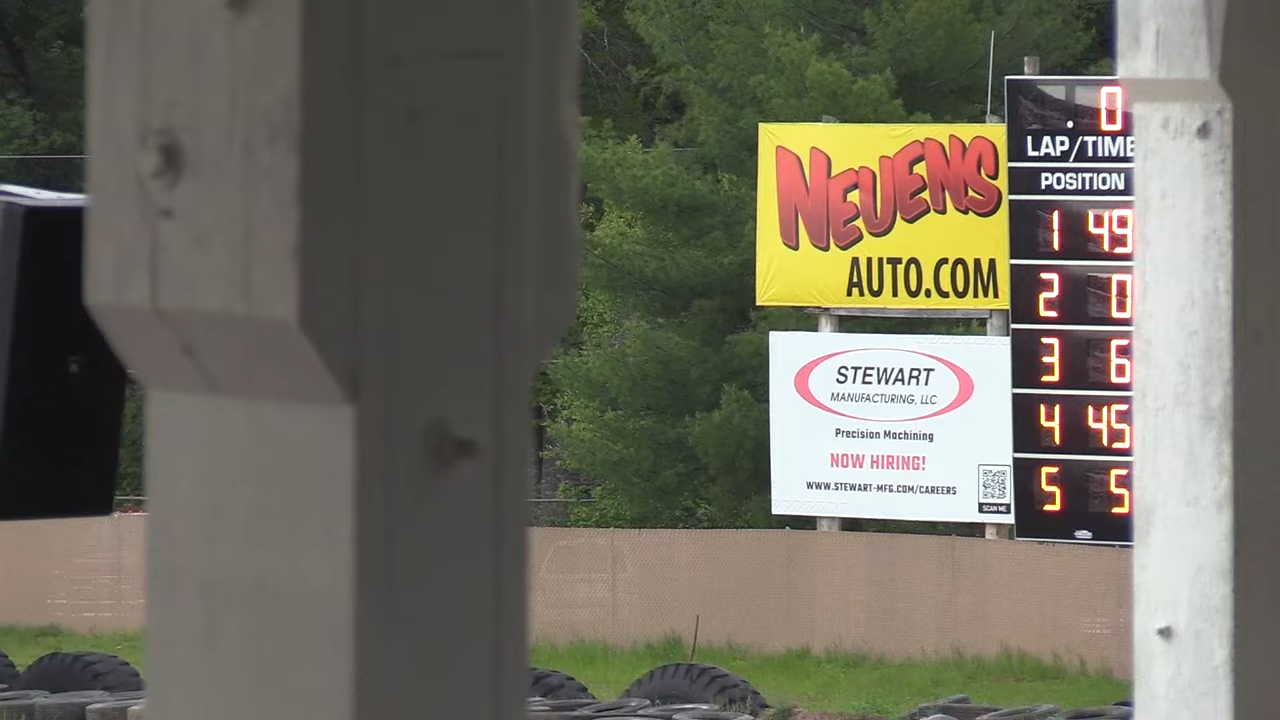 NEUENS
AUTO.COM
STEWART
MANUFACTURING, LLC
Precision Machining
NOW HIRING!
WWW.STEWART-MFG.COM/CAREERS
SCAN ME
0
LAP/TIME
POSITION
1 49
2 0
3 6
4 45
5 5